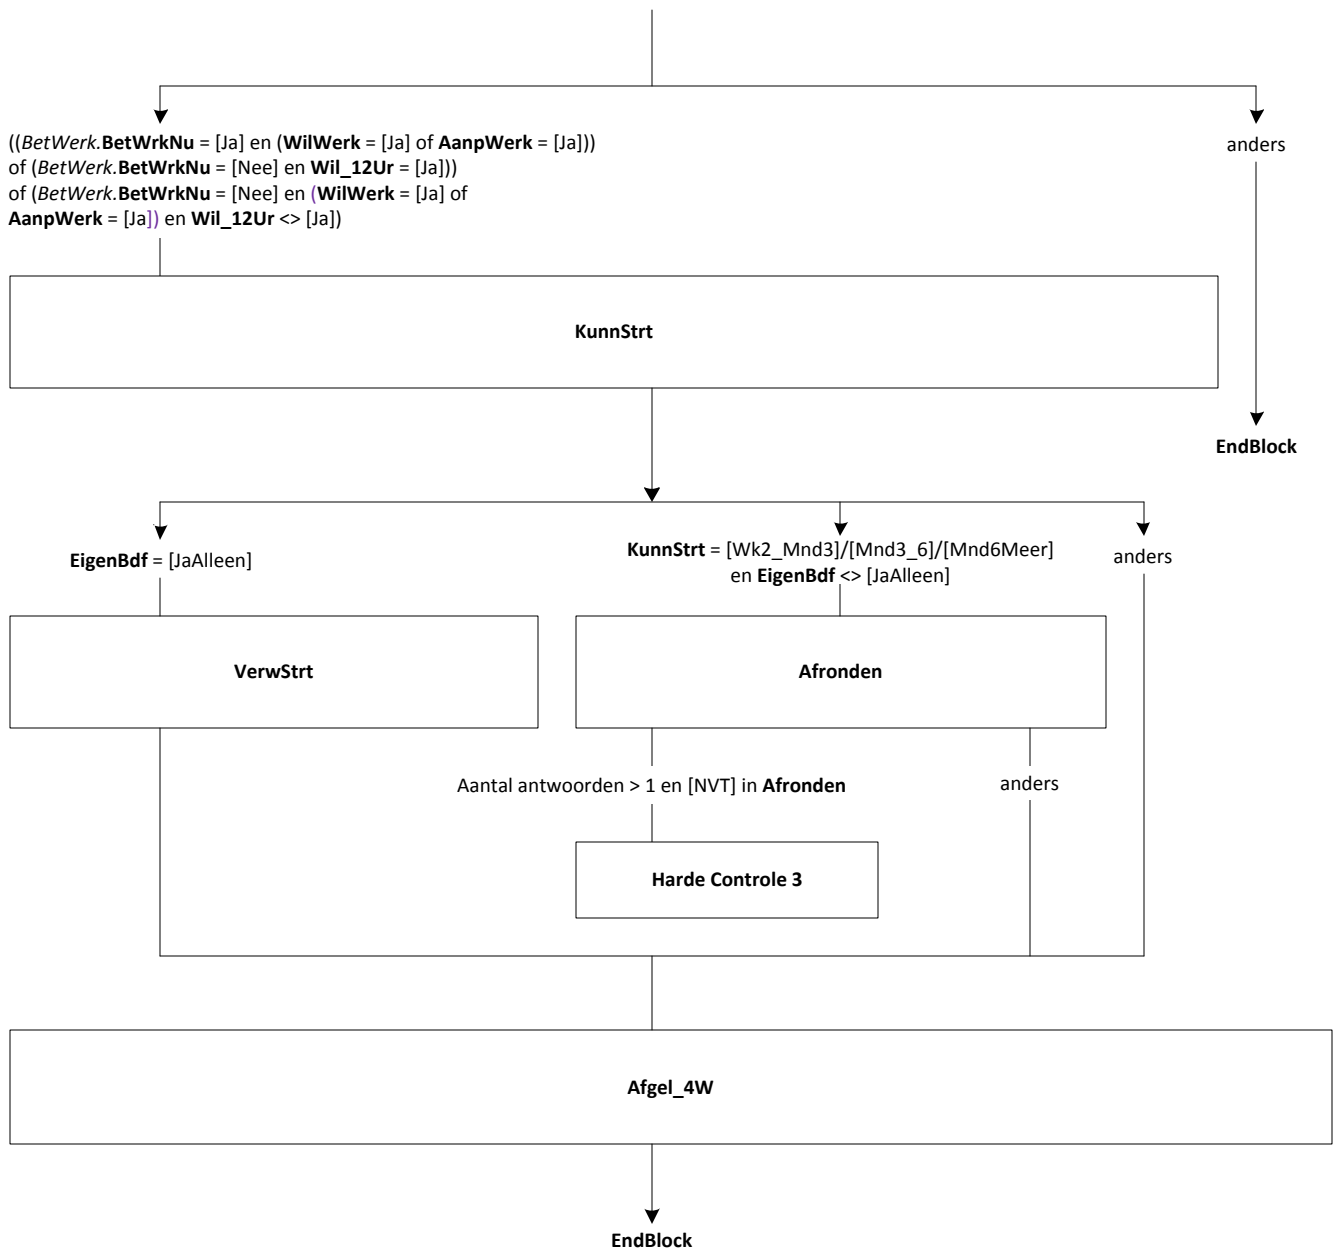 ((BetWerk.BetWrkNu = [Ja] en (WilWerk = [Ja] of AanpWerk = [Ja]))
of (BetWerk.BetWrkNu = [Nee] en Wil_12Ur = [Ja]))
of (BetWerk.BetWrkNu = [Nee] en (WilWerk = [Ja] of
AanpWerk = [Ja]) en Wil_12Ur <> [Ja])
anders
KunnStrt
EndBlock
EigenBdf = [JaAlleen]
KunnStrt = [Wk2_Mnd3]/[Mnd3_6]/[Mnd6Meer]
en EigenBdf <> [JaAlleen]
anders
VerwStrt
Afronden
Aantal antwoorden > 1 en [NVT] in Afronden
anders
Harde Controle 3
Afgel_4W
EndBlock